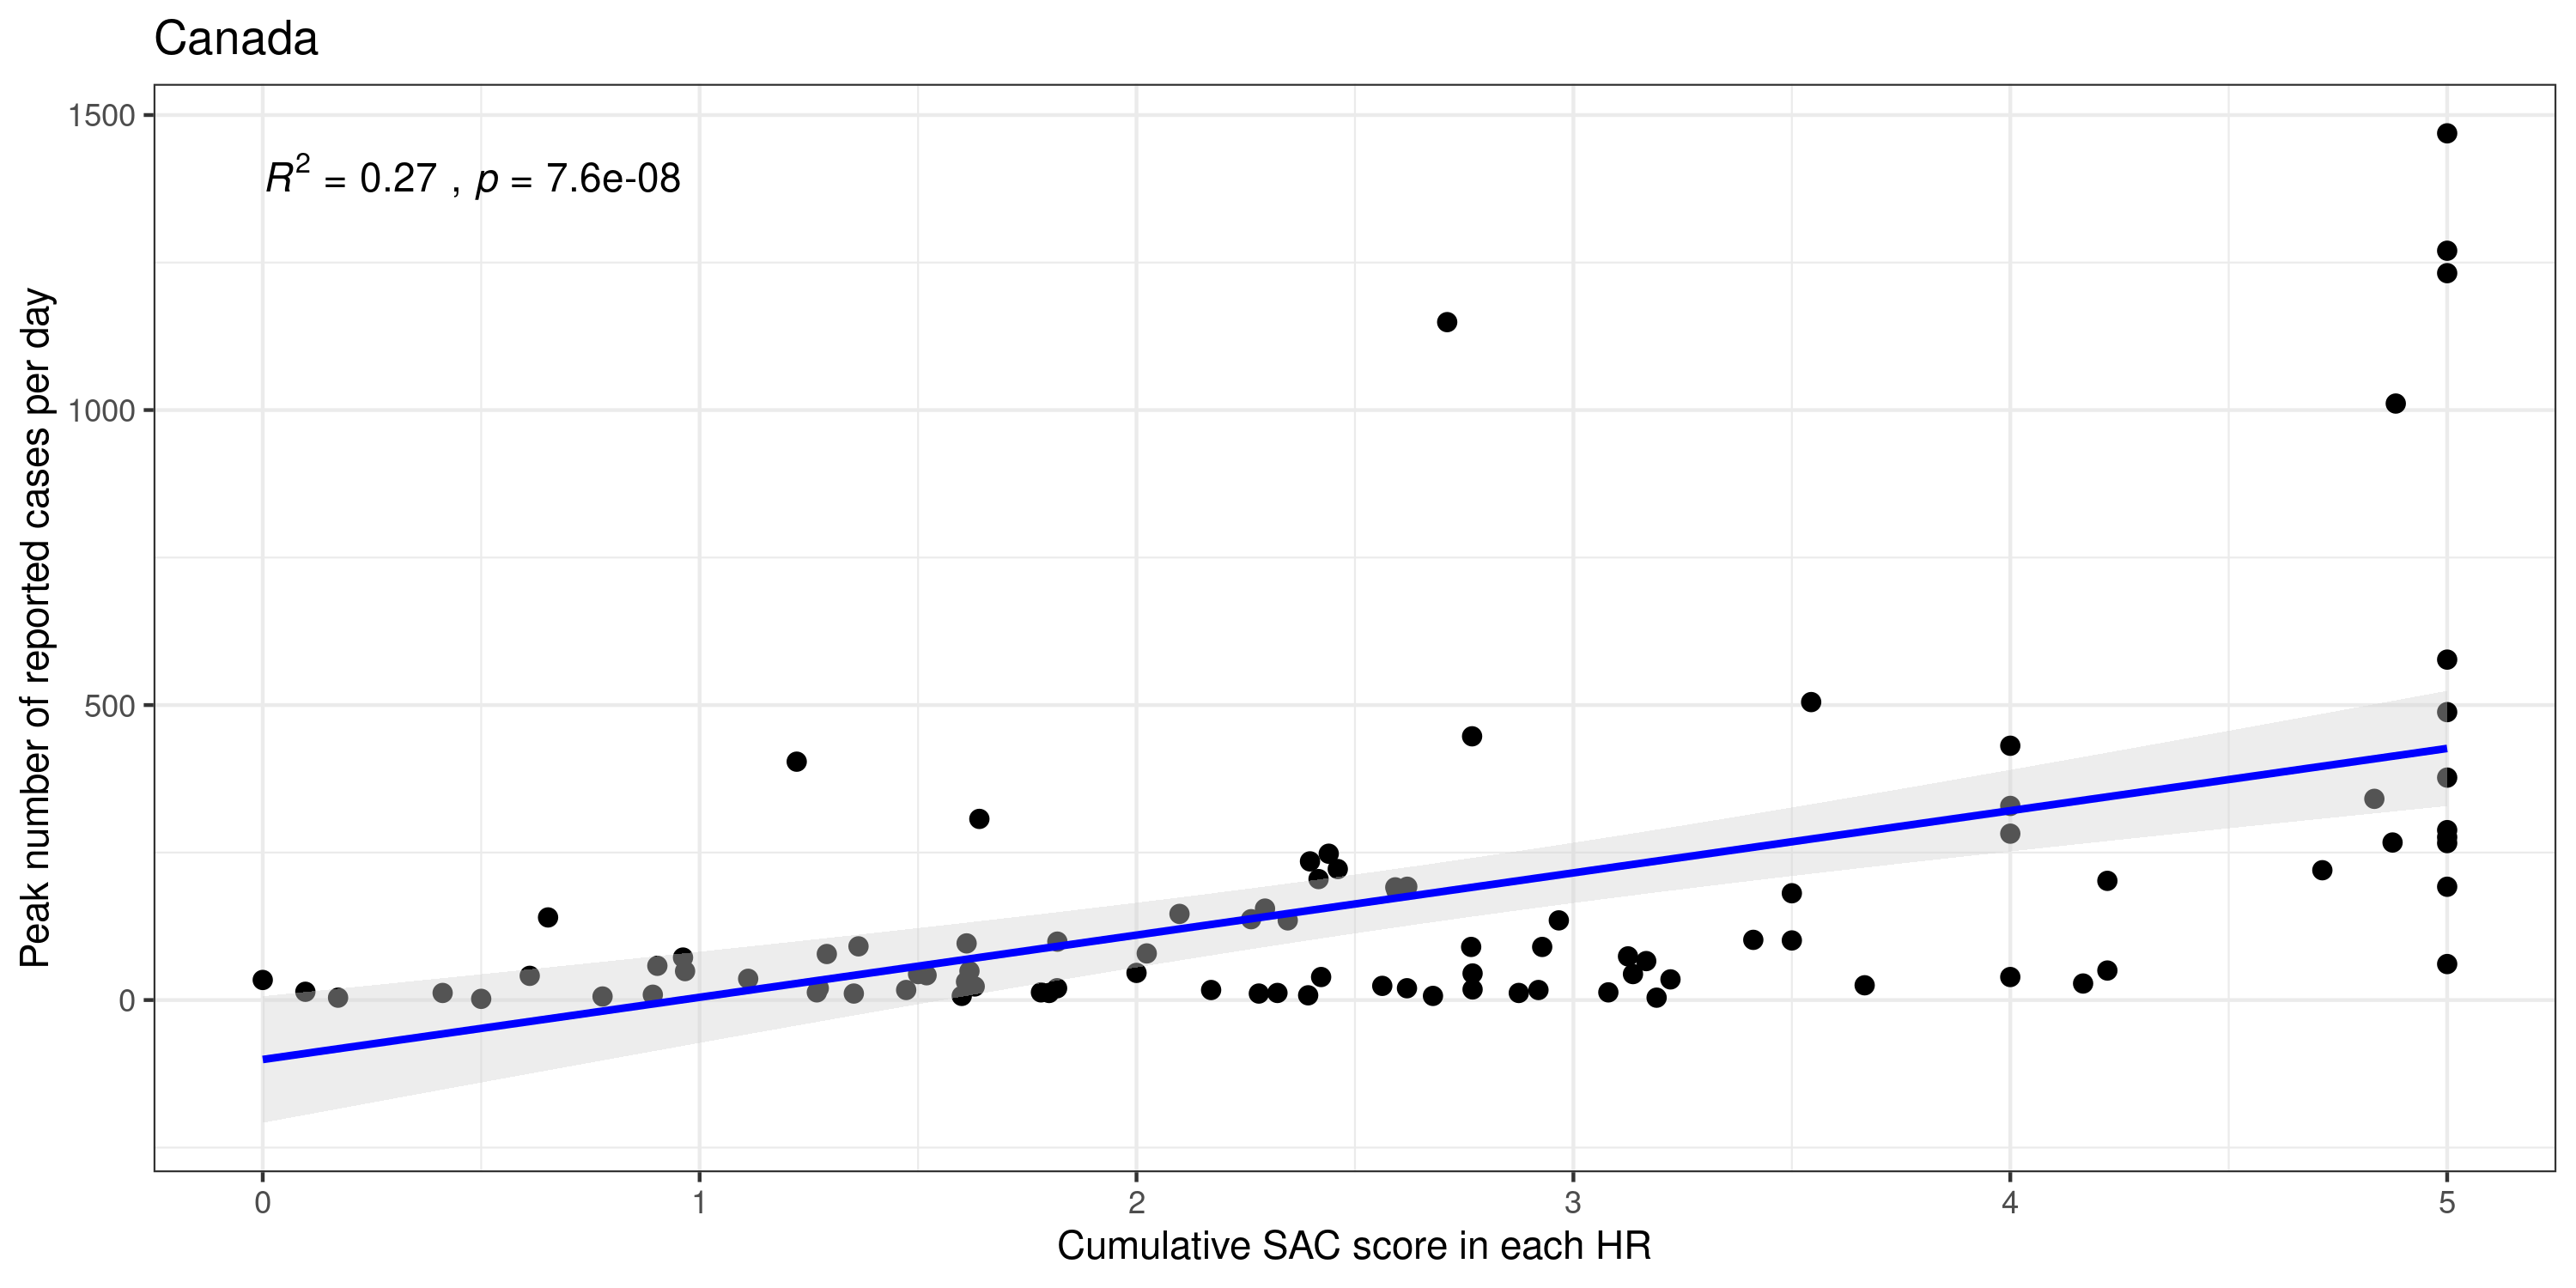 Canada
R² = 0.27 , p = 7.6e-08
Peak number of reported cases per day
1500
1000
500
0
0 1 2 3 4 5
Cumulative SAC score in each HR